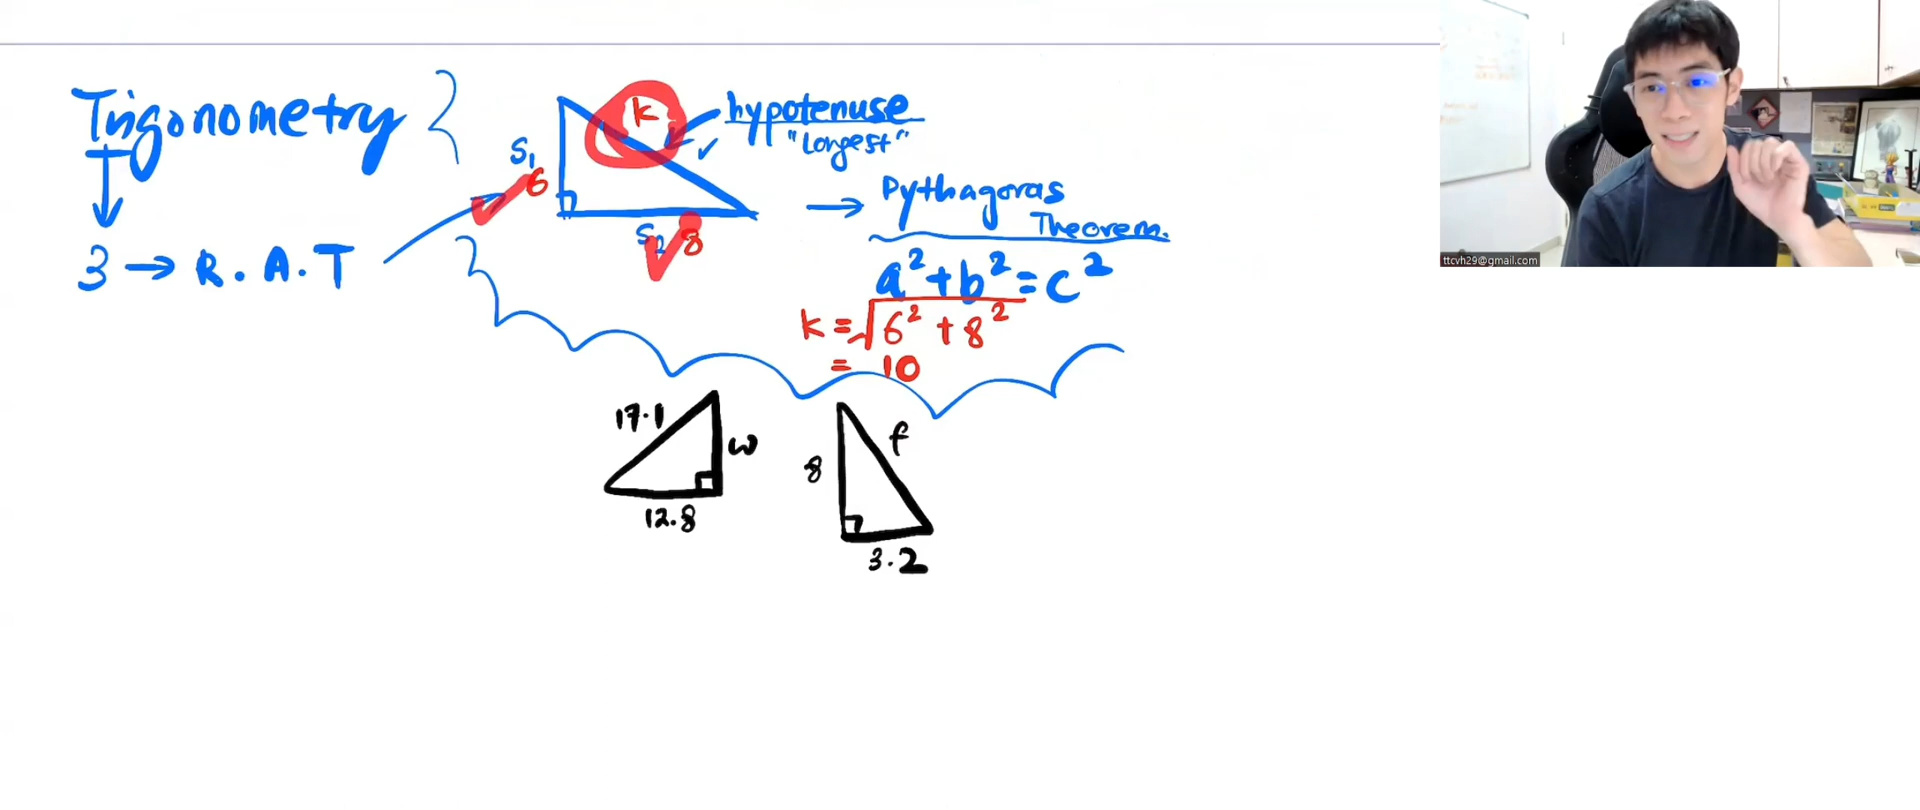 Trigonometry
3 → R.A.T
k
hypotenuse
"Longest"
S1
6
8
→ Pythagoras
Theorem.
a² + b² = c²
k = √6² + 8²
= 10
17.1
w
12.8
8
f
3.2
ttcvh29@gmail.com